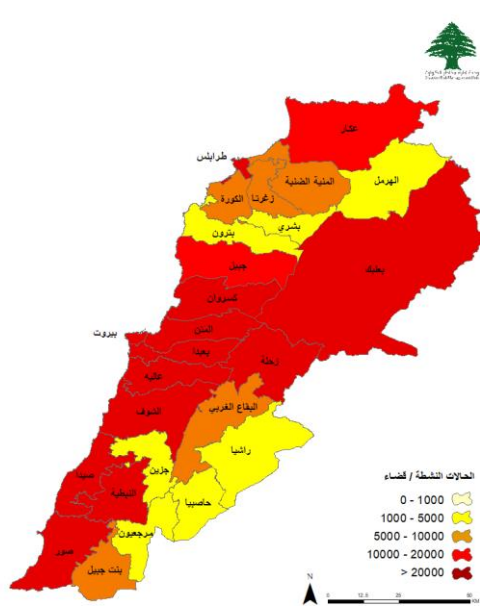 عكار
طرابلس
المنية الضنية
الهرمل
زغرتا
الكورة
بشري
بترون
جبيل
بعلبك
كسروان
المتن
بيروت
بعبدا
زحلة
عاليه
الشوف
البقاع الغربي
راشيا
جزين
صيدا
النبطية
حاصبيا
مرجعيون
صور
بنت جبيل
الحالات النشطة / قضاء
0 - 1000
1000 - 5000
5000 - 10000
10000 - 20000
> 20000
N